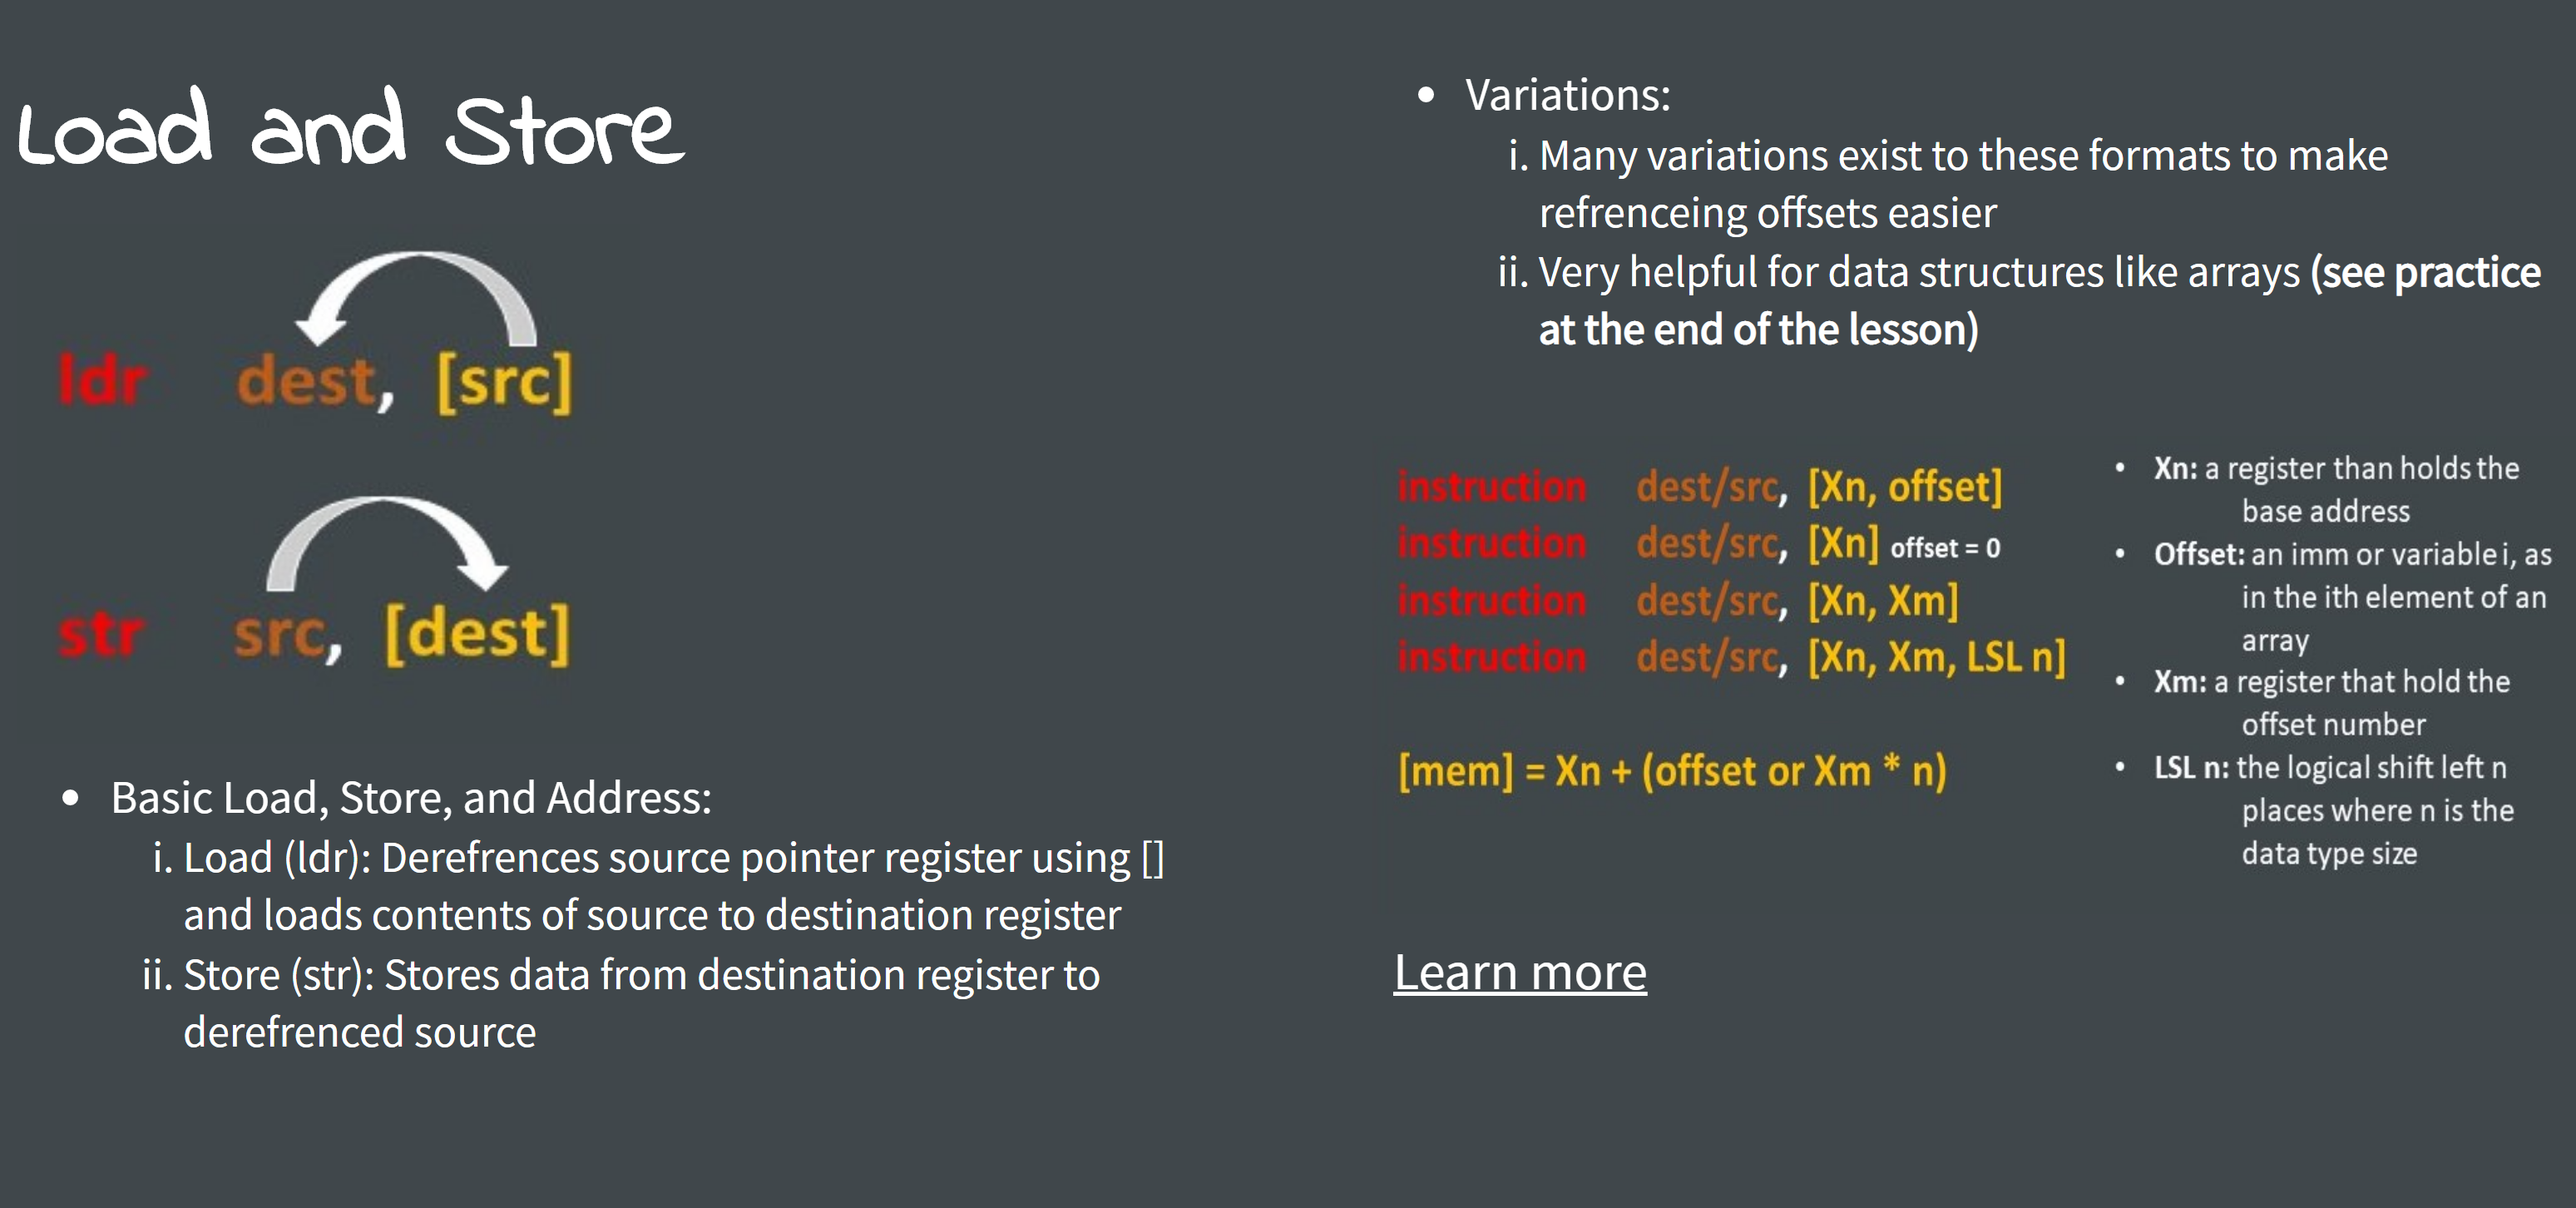 Load and Store
ldr dest, [src]
str src, [dest]
• Basic Load, Store, and Address:
i. Load (ldr): Derefrences source pointer register using []
and loads contents of source to destination register
ii. Store (str): Stores data from destination register to
derefrenced source
• Variations:
i. Many variations exist to these formats to make
refrenceing offsets easier
ii. Very helpful for data structures like arrays (see practice
at the end of the lesson)
instruction dest/src, [Xn, offset]
instruction dest/src, [Xn] offset = 0
instruction dest/src, [Xn, Xm]
instruction dest/src, [Xn, Xm, LSL n]
[mem] = Xn + (offset or Xm * n)
• Xn: a register than holds the
base address
• Offset: an imm or variable i, as
in the ith element of an
array
• Xm: a register that hold the
offset number
• LSL n: the logical shift left n
places where n is the
data type size
Learn more